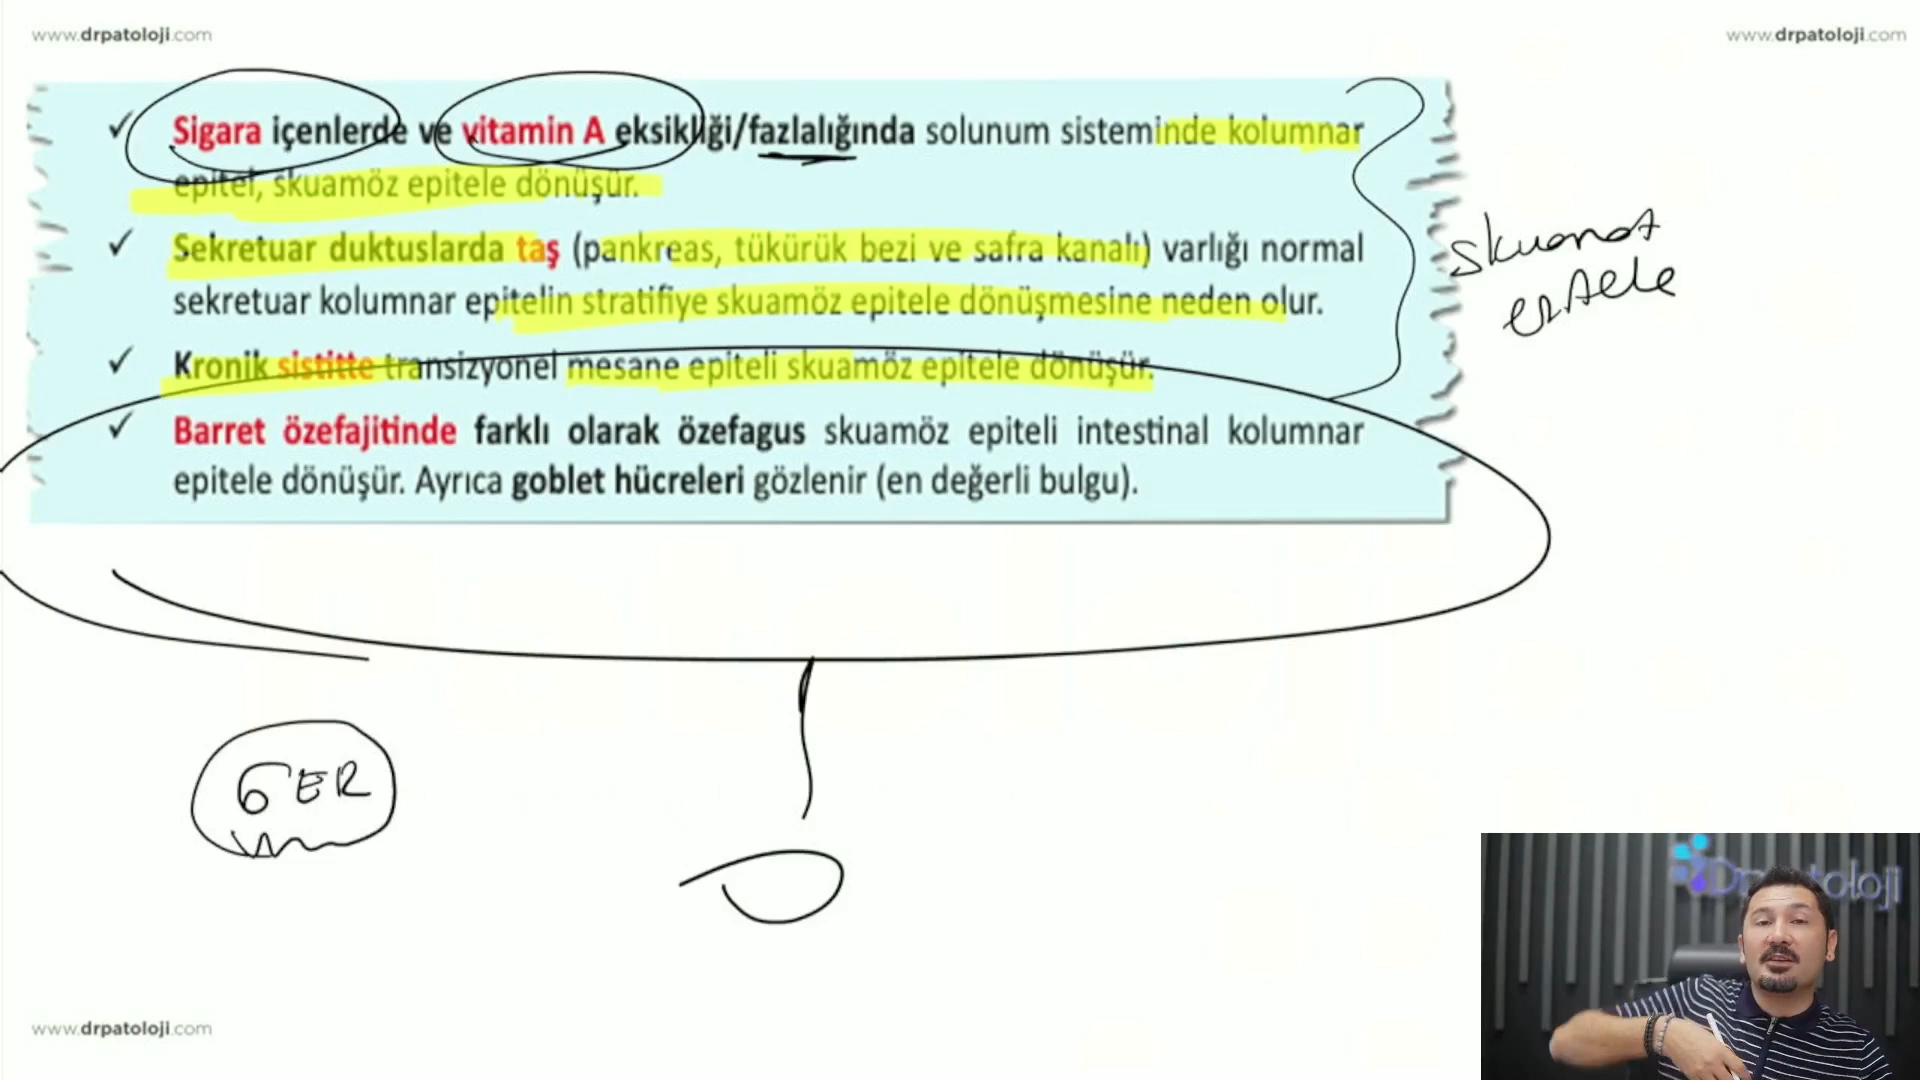 www.drpatoloji.com
www.drpatoloji.com
✓ Sigara içenlerde ve vitamin A eksikliği/fazlalığında solunum sisteminde kolumnar
epitel, skuamöz epitele dönüşür.
✓ Sekretuar duktuslarda taş (pankreas, tükürük bezi ve safra kanalı) varlığı normal
sekretuar kolumnar epitelin stratifiye skuamöz epitele dönüşmesine neden olur.
✓ Kronik sistitte transizyonel mesane epiteli skuamöz epitele dönüşür.
✓ Barret özefajitinde farklı olarak özefagus skuamöz epiteli intestinal kolumnar
epitele dönüşür. Ayrıca goblet hücreleri gözlenir (en değerli bulgu).
GER
Drpatoloji
www.drpatoloji.com